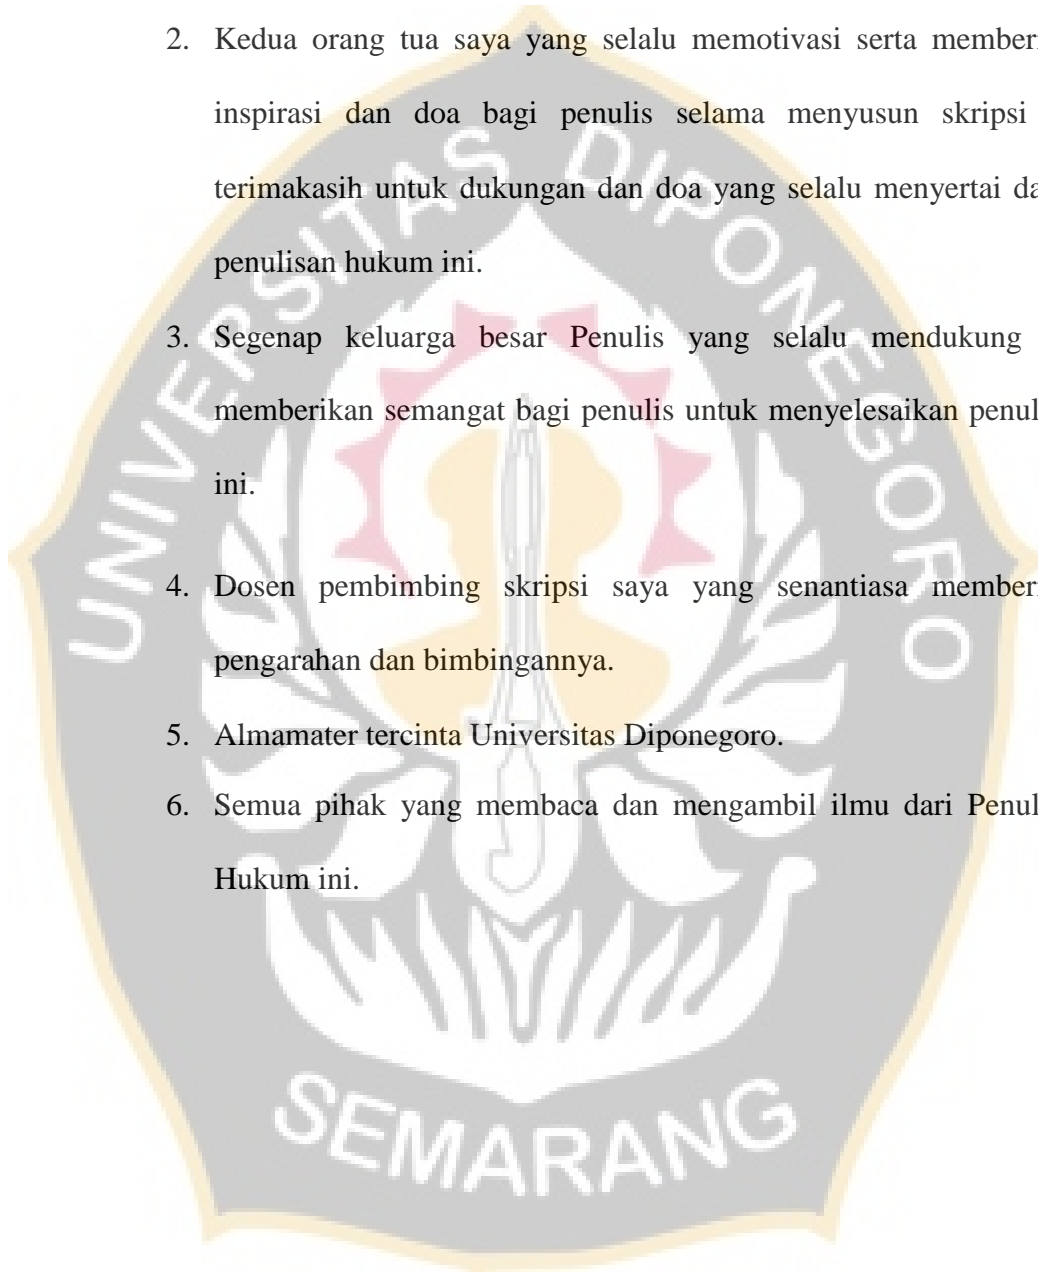 2. Kedua orang tua saya yang selalu memotivasi serta member
inspirasi dan doa bagi penulis selama menyusun skripsi
terimakasih untuk dukungan dan doa yang selalu menyertai da
penulisan hukum ini.
3. Segenap keluarga besar Penulis yang selalu mendukung
memberikan semangat bagi penulis untuk menyelesaikan penul
ini.
4. Dosen pembimbing skripsi saya yang senantiasa member
pengarahan dan bimbingannya.
5. Almamater tercinta Universitas Diponegoro.
6. Semua pihak yang membaca dan mengambil ilmu dari Penul
Hukum ini.
UNIVERSITAS DIPONEGORO
SEMARANG